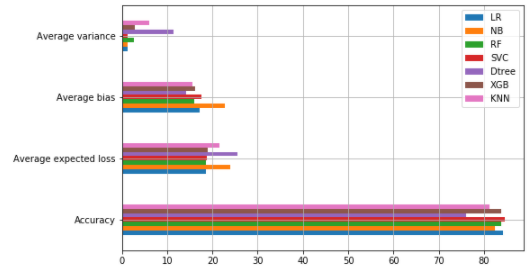 Average variance
Average bias
Average expected loss
Accuracy
0 10 20 30 40 50 60 70 80
LR
NB
RF
SVC
Dtree
XGB
KNN